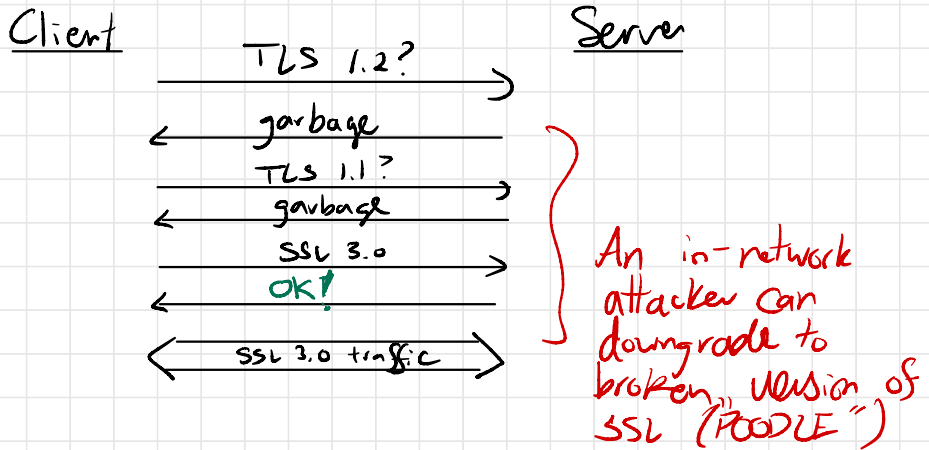 Client
Server
TLS 1.2?
garbage
TLS 1.1?
garbage
SSL 3.0
OK!
SSL 3.0 traffic
An in-network
attacker can
downgrade to
broken version of
SSL ("POODLE")